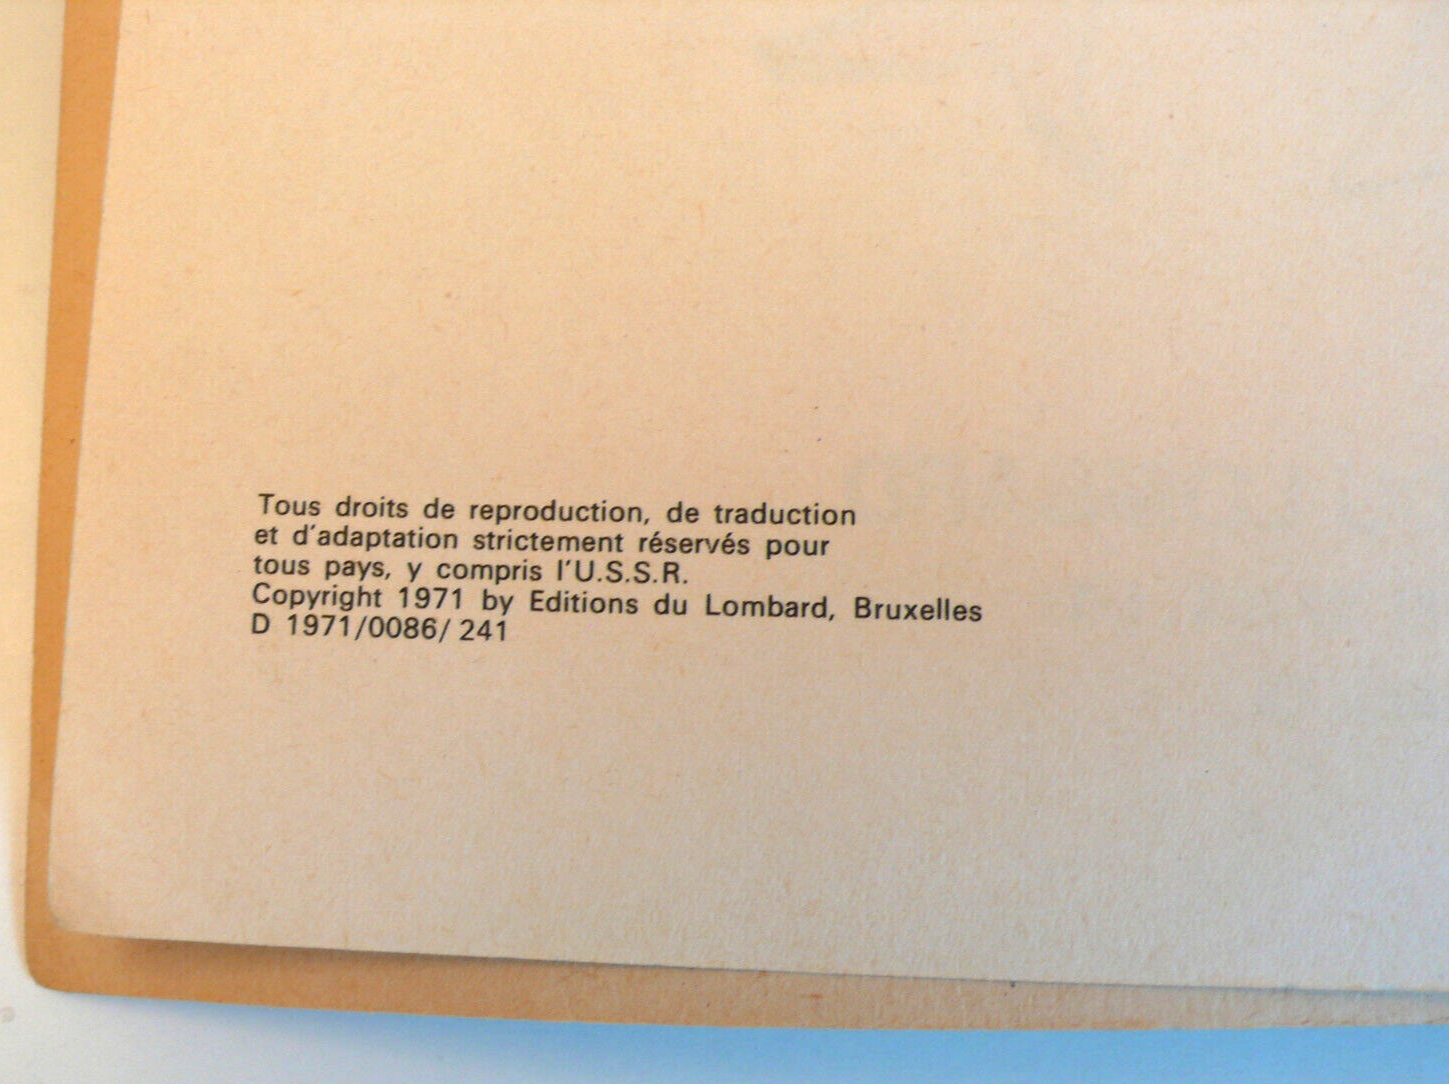 Tous droits de reproduction, de traduction
et d'adaptation strictement réservés pour
tous pays, y compris l'U.S.S.R.
Copyright 1971 by Editions du Lombard, Bruxelles
D 1971/0086/ 241